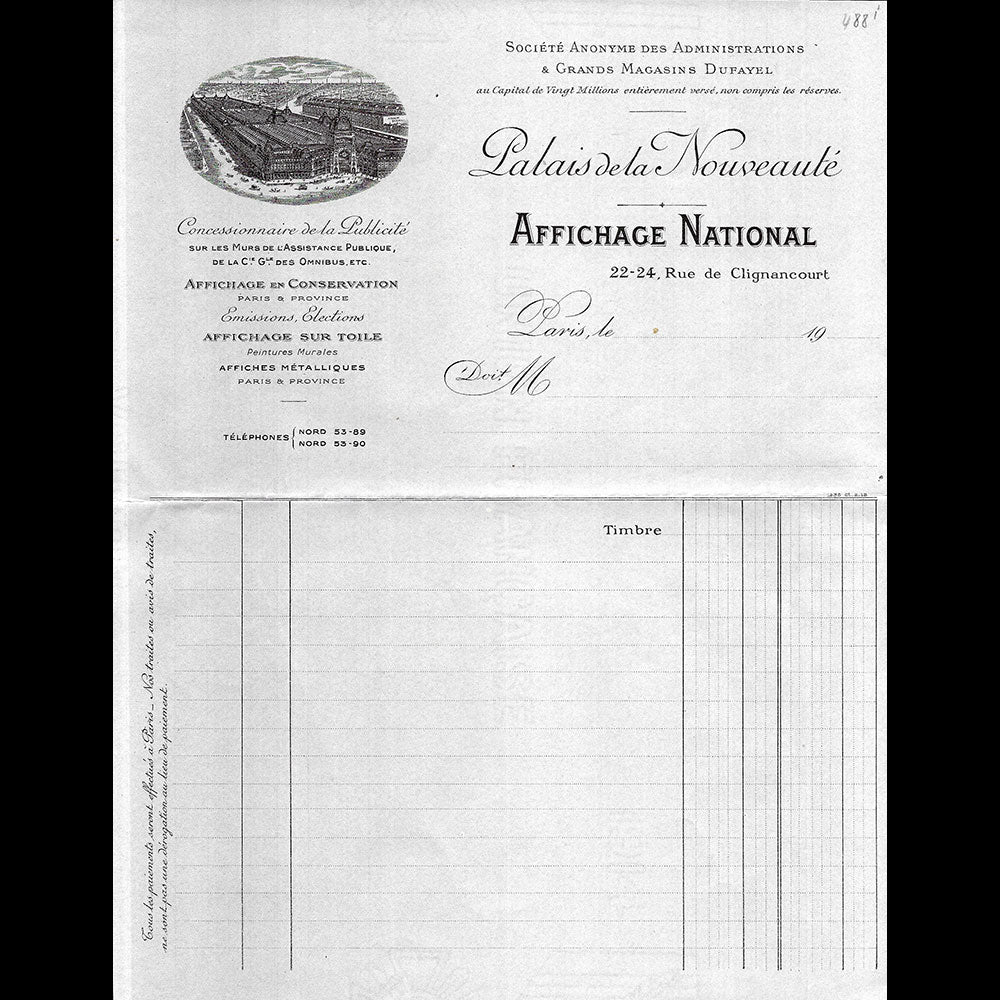 488 i
SOCIÉTÉ ANONYME DES ADMINISTRATIONS
& GRANDS MAGASINS DUFAYEL
au Capital de Vingt Millions entièrement versé, non compris les réserves.
Palais de la Nouveauté
AFFICHAGE NATIONAL
22-24, Rue de Clignancourt
Paris, le 19
Doit M
Concessionnaire de la Publicité
SUR LES MURS DE L'ASSISTANCE PUBLIQUE,
DE LA CIE GLE DES OMNIBUS, ETC.
AFFICHAGE EN CONSERVATION
PARIS & PROVINCE
Emissions, Elections
AFFICHAGE SUR TOILE
Peintures Murales
AFFICHES MÉTALLIQUES
PARIS & PROVINCE
TÉLÉPHONES { NORD 53-89
NORD 53-90
Timbre
Tous les paiements seront effectués à Paris _ Nos traites ou avis de traites,
ne sont pas une dérogation au lieu de paiement.